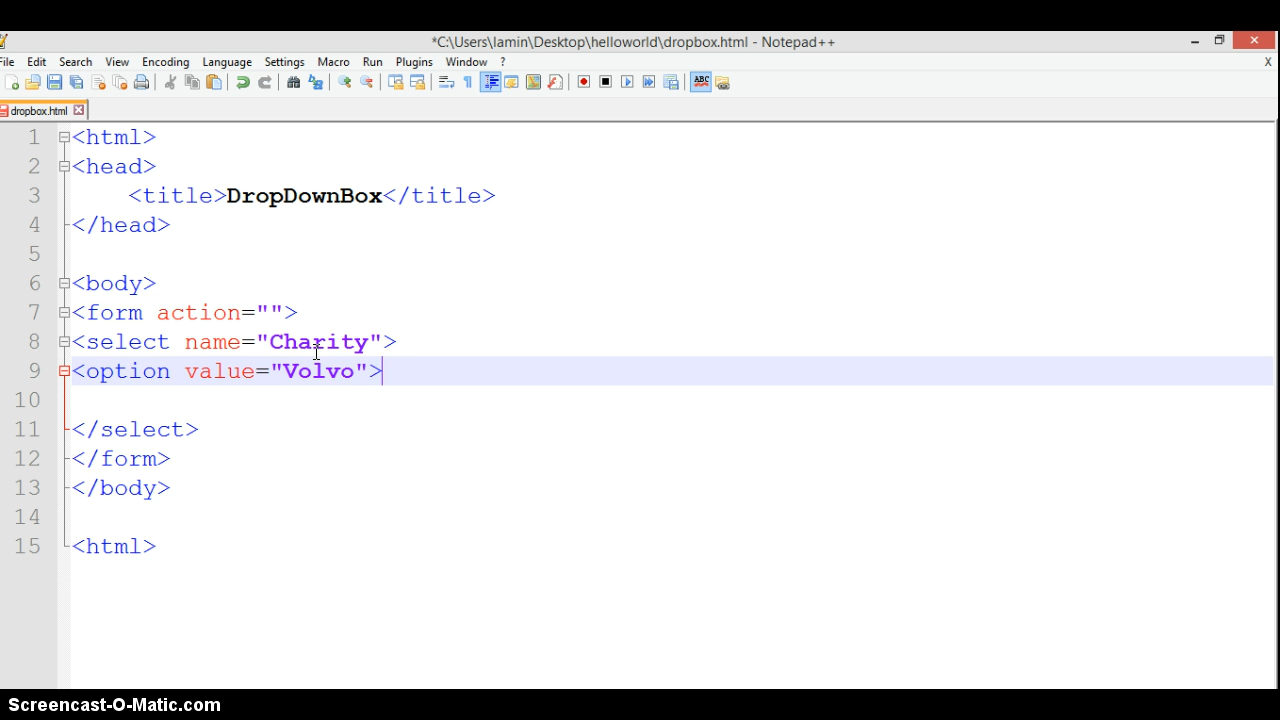 *C:\Users\lamin\Desktop\helloworld\dropbox.html - Notepad++
File Edit Search View Encoding Language Settings Macro Run Plugins Window ? X
ABC
dropbox.html
1 <html>
2 <head>
3 <title>DropDownBox</title>
4 </head>
5
6 <body>
7 <form action="">
8 <select name="Charity">
9 <option value="Volvo">
10
11 </select>
12 </form>
13 </body>
14
15 <html>
Screencast-O-Matic.com